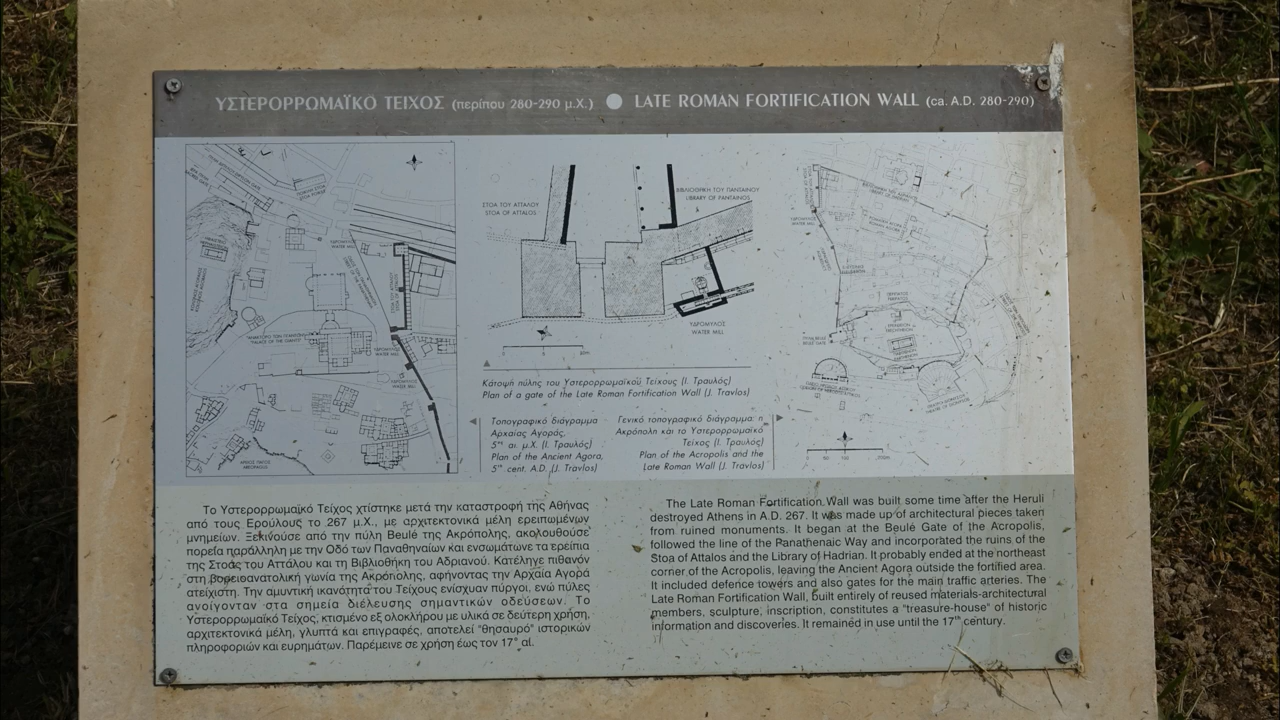 ΥΣΤΕΡΟΡΡΩΜΑΪΚΟ ΤΕΙΧΟΣ (περίπου 280-290 μ.Χ.) ● LATE ROMAN FORTIFICATION WALL (ca. A.D. 280-290)
ΣΤΟΑ ΤΟΥ ΑΤΤΑΛΟΥ
STOA OF ATTALOS
ΒΙΒΛΙΟΘΗΚΗ ΤΟΥ ΠΑΝΤΑΙΝΟΥ
LIBRARY OF PANTAINOS
ΥΔΡΟΜΥΛΟΣ
WATER MILL
Κάτοψη πύλης του Υστερορρωμαϊκού Τείχους (Ι. Τραυλός)
Plan of a gate of the Late Roman Fortification Wall (J. Travlos)
Τοπογραφικό διάγραμμα
Αρχαίας Αγοράς,
5ος αι. μ.Χ. (Ι. Τραυλός)
Plan of the Ancient Agora,
5th cent. A.D. (J. Travlos)
Γενικό τοπογραφικό διάγραμμα: η
Ακρόπολη και το Υστερορρωμαϊκό
Τείχος (Ι. Τραυλός)
Plan of the Acropolis and the
Late Roman Wall (J. Travlos)
Το Υστερορρωμαϊκό Τείχος χτίστηκε μετά την καταστροφή της Αθήνας
από τους Ερούλους το 267 μ.Χ., με αρχιτεκτονικά μέλη ερειπωμένων
μνημείων. Ξεκινούσε από την πύλη Beulé της Ακρόπολης, ακολουθούσε
πορεία παράλληλη με την Οδό των Παναθηναίων και ενσωμάτωνε τα ερείπια
της Στοάς του Αττάλου και τη Βιβλιοθήκη του Αδριανού. Κατέληγε πιθανόν
στη βορειοανατολική γωνία της Ακρόπολης, αφήνοντας την Αρχαία Αγορά
ατείχιστη. Την αμυντική ικανότητα του Τείχους ενίσχυαν πύργοι, ενώ πύλες
ανοίγονταν στα σημεία διέλευσης σημαντικών οδεύσεων. Το
Υστερορρωμαϊκό Τείχος, κτισμένο εξ ολοκλήρου με υλικά σε δεύτερη χρήση,
αρχιτεκτονικά μέλη, γλυπτά και επιγραφές, αποτελεί "θησαυρό" ιστορικών
πληροφοριών και ευρημάτων. Παρέμεινε σε χρήση έως τον 17° αι.
The Late Roman Fortification Wall was built some time after the Heruli
destroyed Athens in A.D. 267. It was made up of architectural pieces taken
from ruined monuments. It began at the Beulé Gate of the Acropolis,
followed the line of the Panathenaic Way and incorporated the ruins of the
Stoa of Attalos and the Library of Hadrian. It probably ended at the northeast
corner of the Acropolis, leaving the Ancient Agora outside the fortified area.
It included defence towers and also gates for the main traffic arteries. The
Late Roman Fortification Wall, built entirely of reused materials-architectural
members, sculpture, inscription, constitutes a "treasure-house" of historic
information and discoveries. It remained in use until the 17th century.